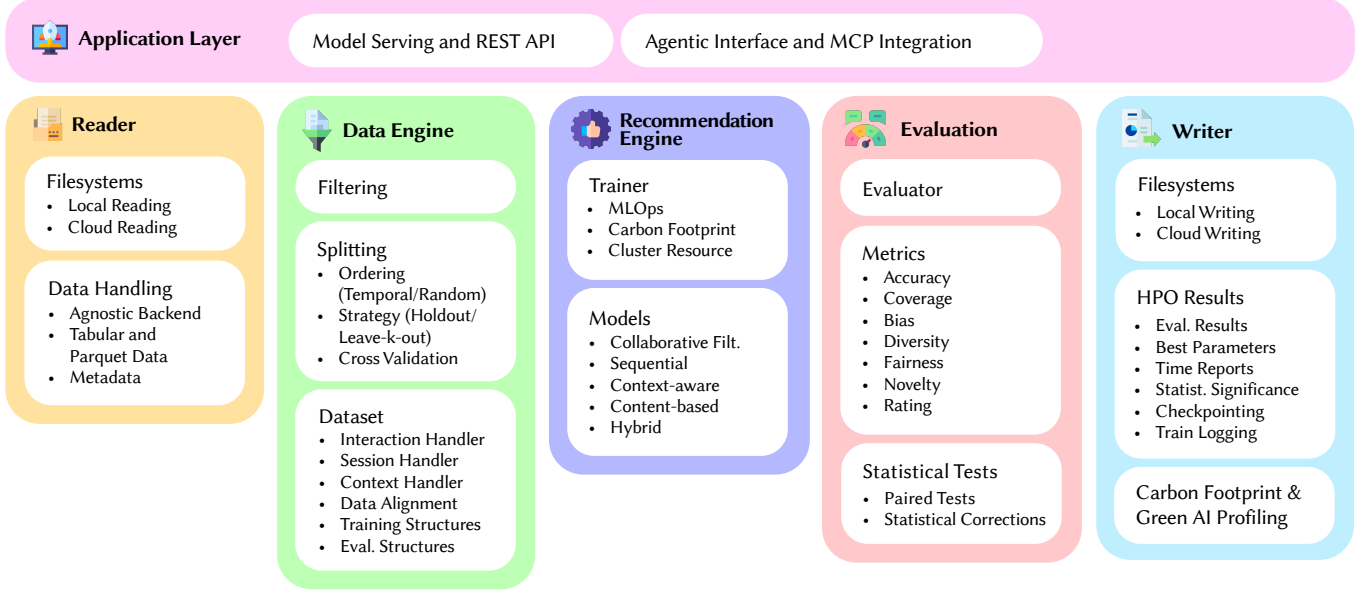 Application Layer
Model Serving and REST API
Agentic Interface and MCP Integration
Reader
Filesystems
• Local Reading
• Cloud Reading
Data Handling
• Agnostic Backend
• Tabular and
Parquet Data
• Metadata
Data Engine
Filtering
Splitting
• Ordering
(Temporal/Random)
• Strategy (Holdout/
Leave-k-out)
• Cross Validation
Dataset
• Interaction Handler
• Session Handler
• Context Handler
• Data Alignment
• Training Structures
• Eval. Structures
Recommendation
Engine
Trainer
• MLOps
• Carbon Footprint
• Cluster Resource
Models
• Collaborative Filt.
• Sequential
• Context-aware
• Content-based
• Hybrid
Evaluation
Evaluator
Metrics
• Accuracy
• Coverage
• Bias
• Diversity
• Fairness
• Novelty
• Rating
Statistical Tests
• Paired Tests
• Statistical Corrections
Writer
Filesystems
• Local Writing
• Cloud Writing
HPO Results
• Eval. Results
• Best Parameters
• Time Reports
• Statist. Significance
• Checkpointing
• Train Logging
Carbon Footprint &
Green AI Profiling